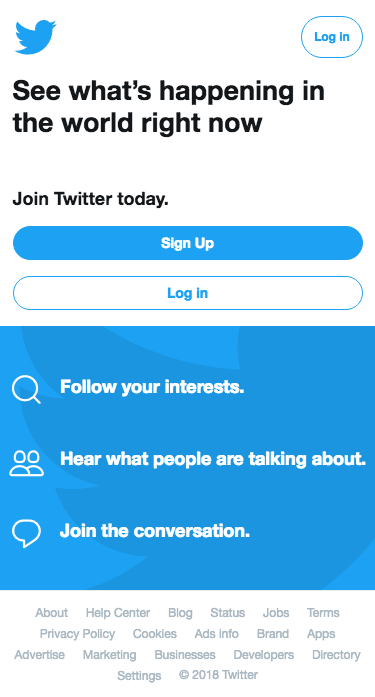 Log in
See what's happening in
the world right now
Join Twitter today.
Sign Up
Log in
Follow your interests.
Hear what people are talking about.
Join the conversation.
About Help Center Blog Status Jobs Terms
Privacy Policy Cookies Ads info Brand Apps
Advertise Marketing Businesses Developers Directory
Settings © 2018 Twitter